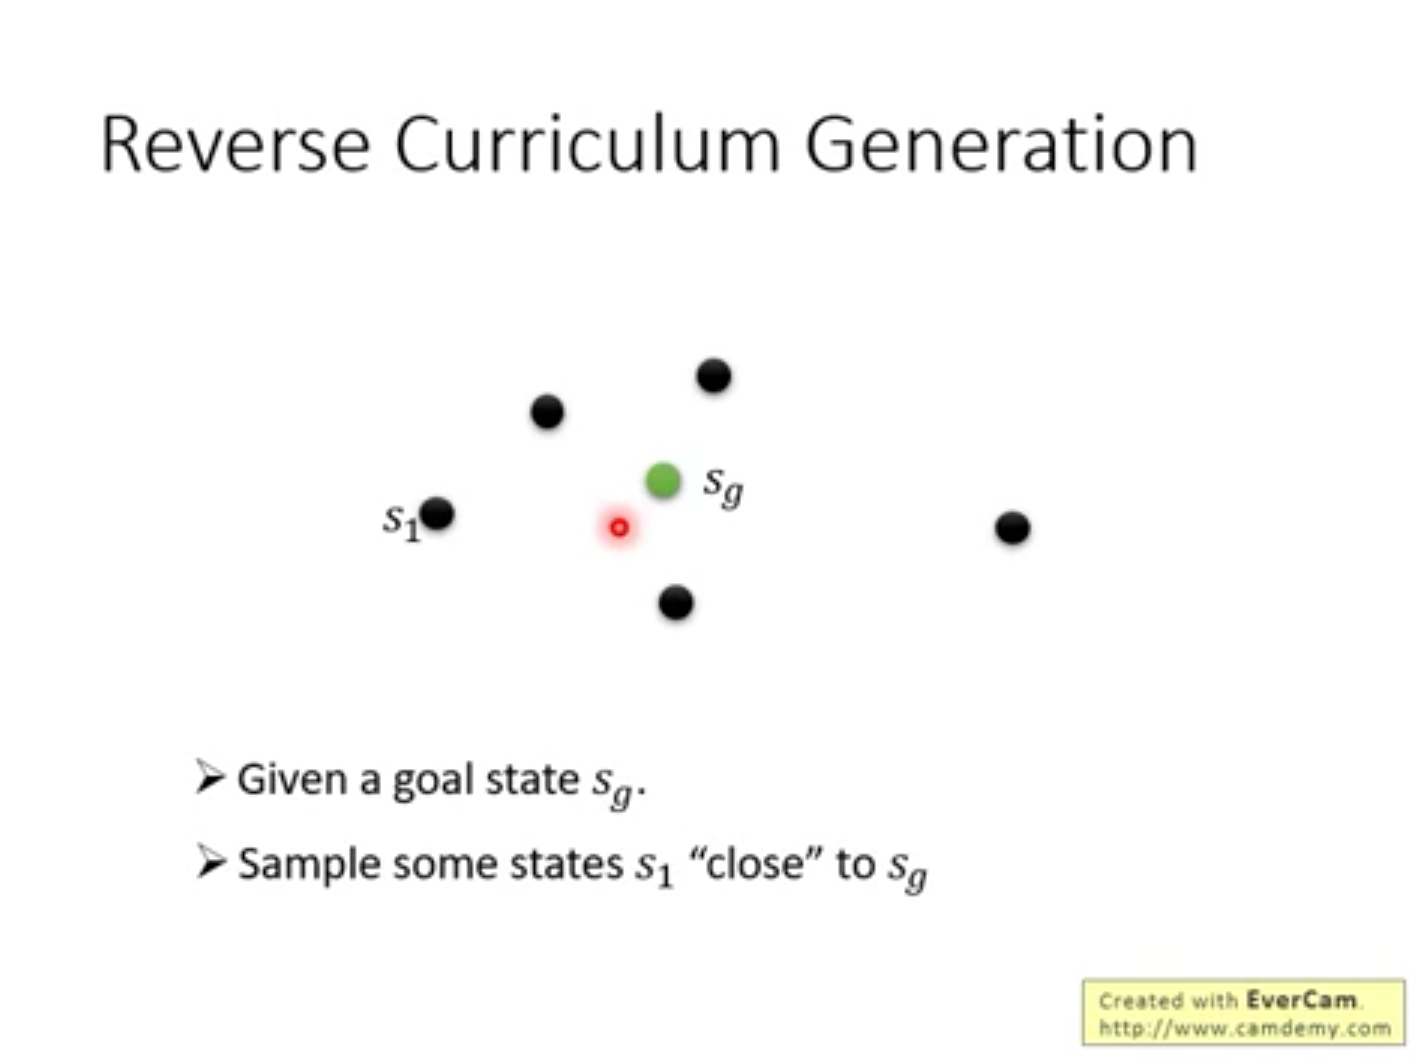 Reverse Curriculum Generation
s_g
s_1
➢ Given a goal state s_g.
➢ Sample some states s_1 “close” to s_g
Created with EverCam.
http://www.camdemy.com